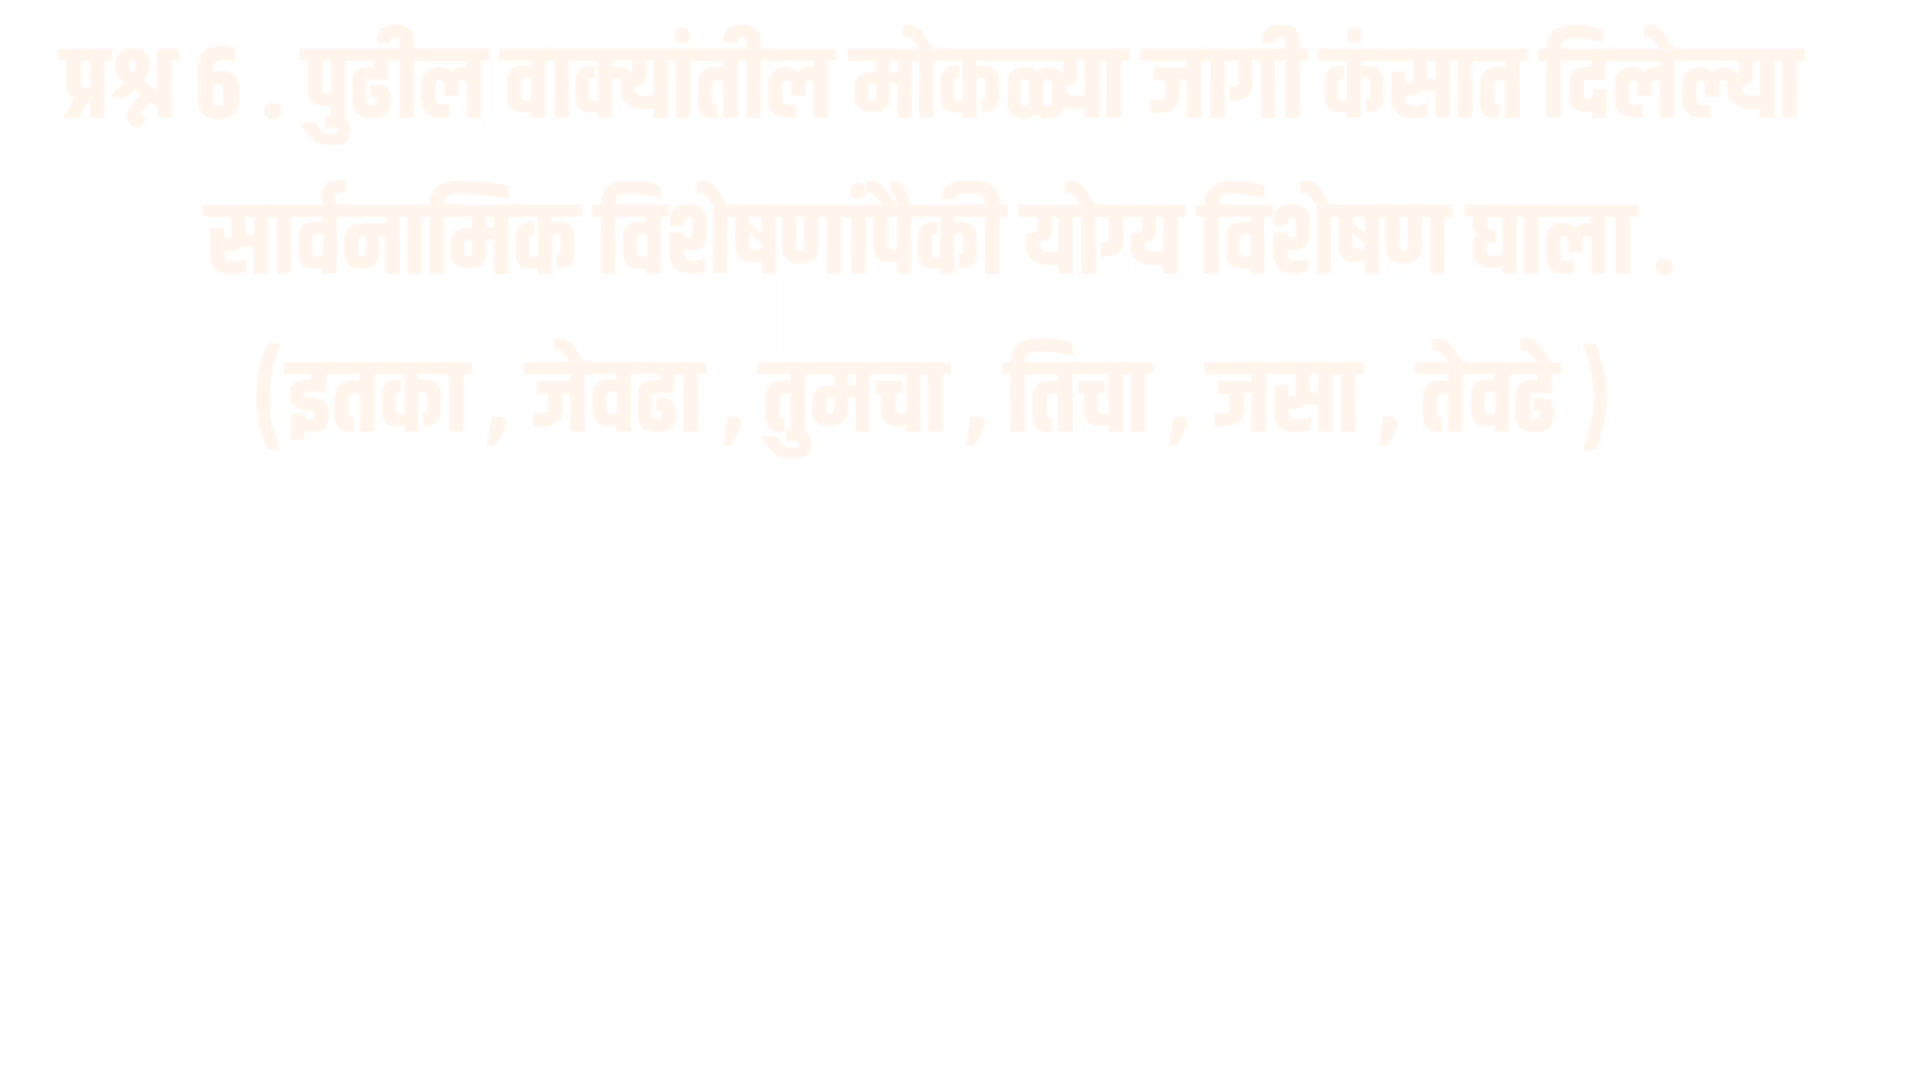 प्रश्न 6 . पुढील वाक्यांतील मोकळ्या जागी कंसात दिलेल्या
सार्वनामिक विशेषणांपैकी योग्य विशेषण घाला .
(इतका , जेवढा , तुमचा , तिचा , जसा , तेवढे )